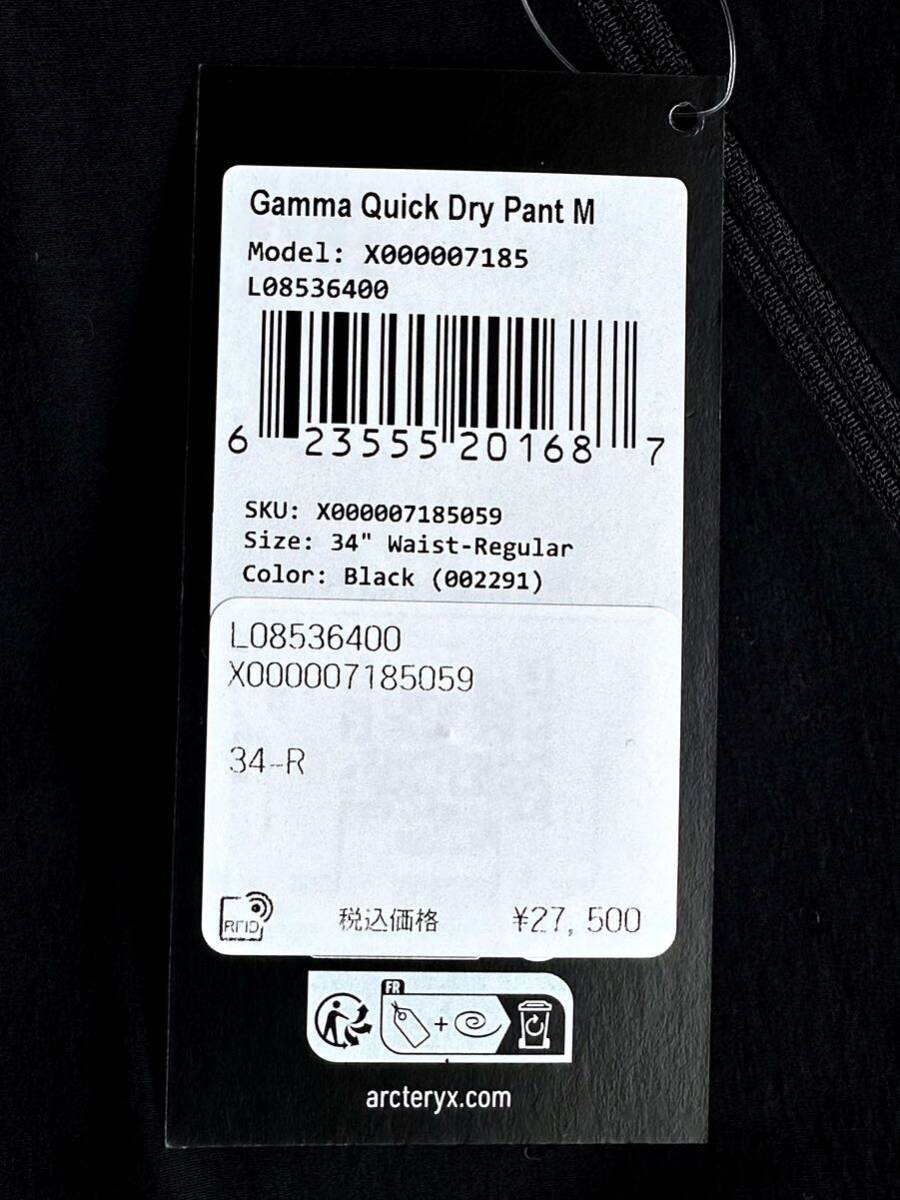 Gamma Quick Dry Pant M
Model: X000007185
L08536400
6 23555 20168 7
SKU: X000007185059
Size: 34" Waist-Regular
Color: Black (002291)
L08536400
X000007185059
34-R
RFID
税込価格 ¥27,500
FR
+
arcteryx.com